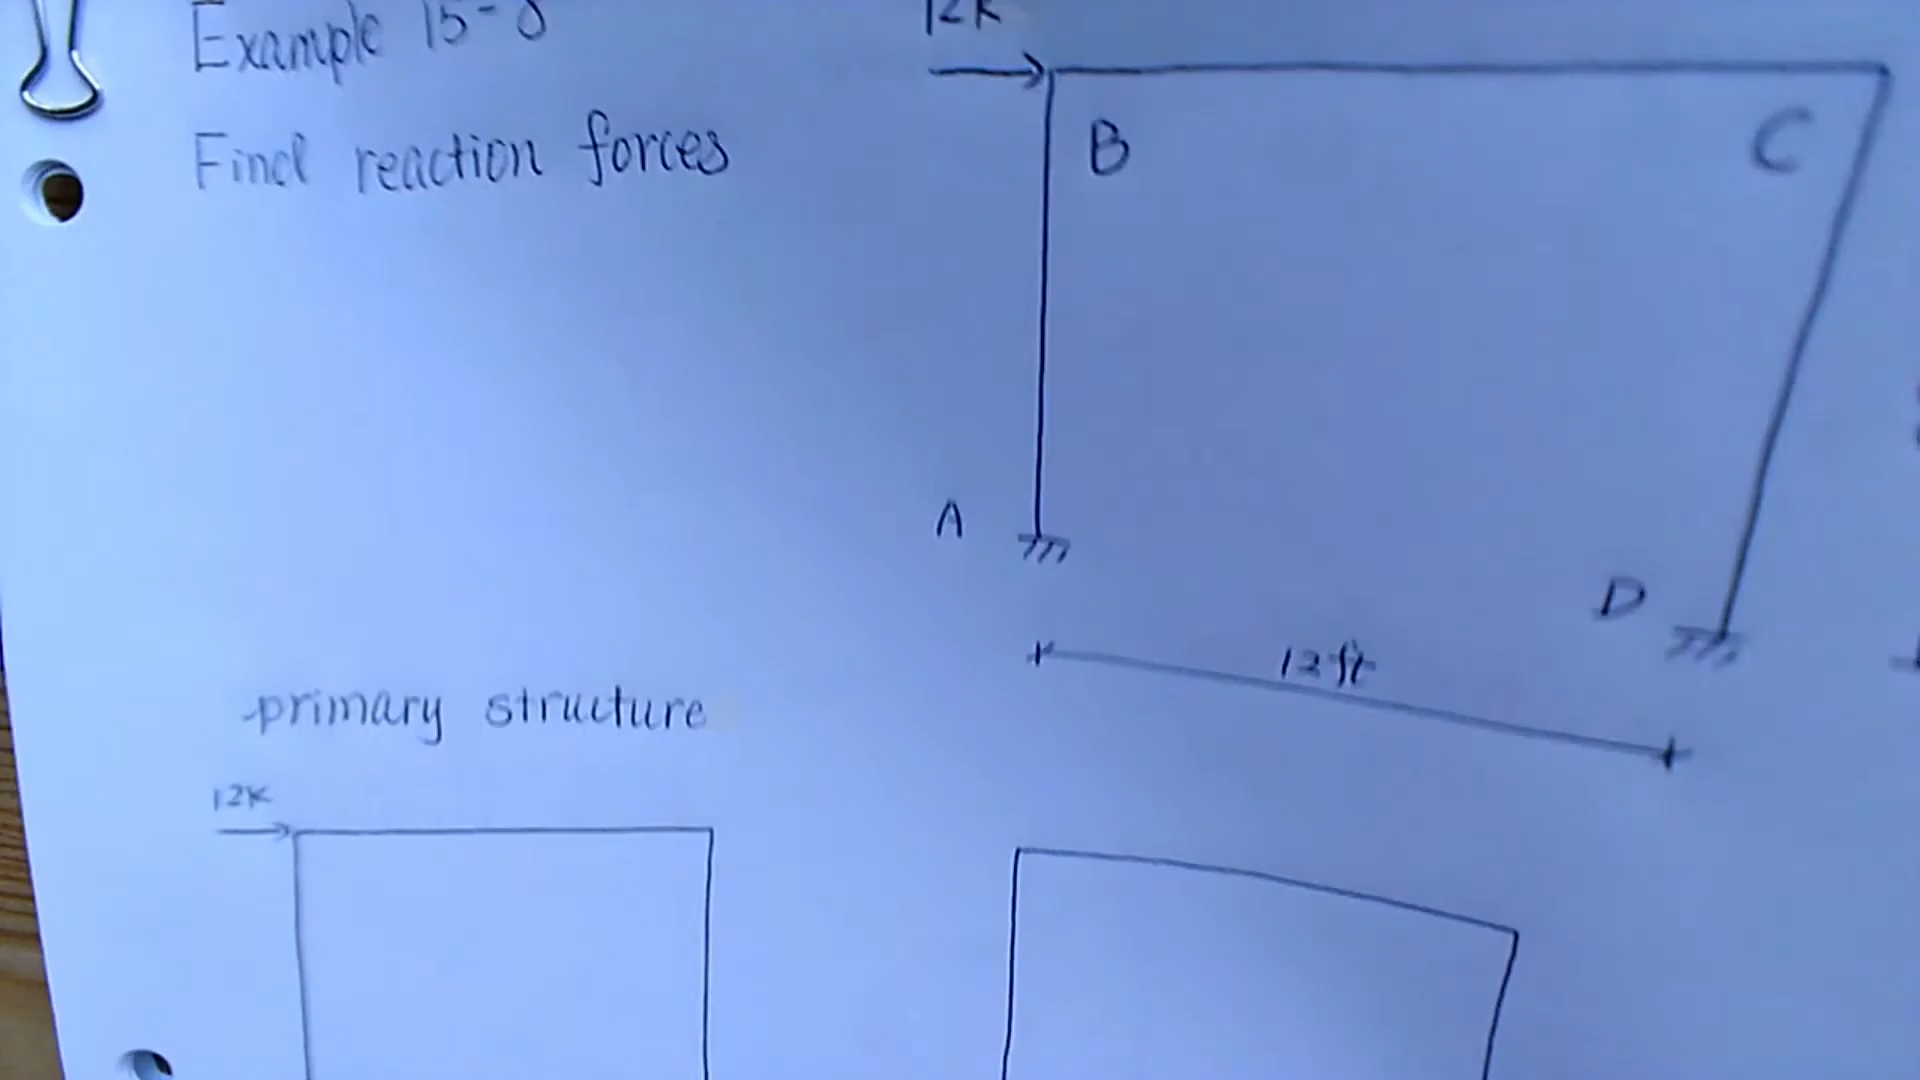 Example 15-8
Find reaction forces
12K
B
C
A
D
12 ft
primary structure
12K